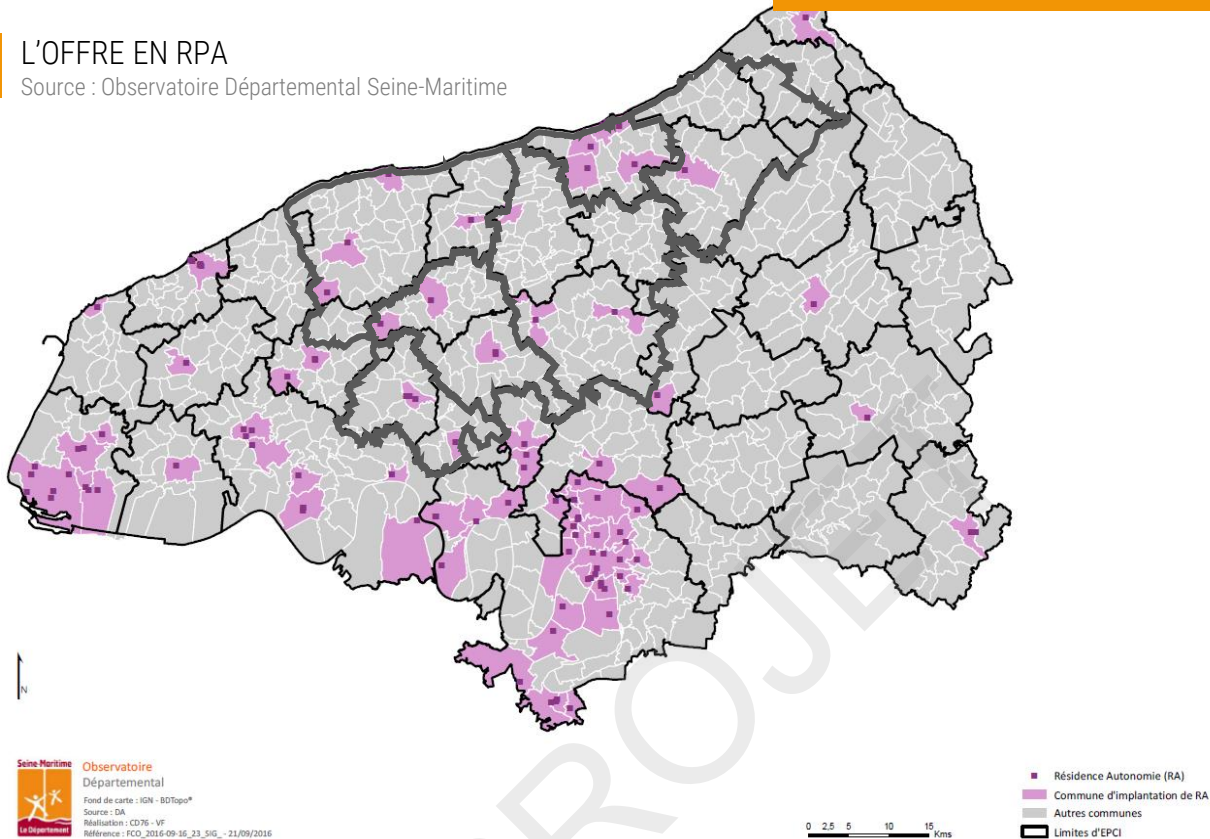 L'OFFRE EN RPA
Source : Observatoire Départemental Seine-Maritime
N
Seine-Maritime
Le Département
Observatoire
Départemental
Fond de carte : IGN - BDTopo®
Source : DA
Réalisation : CD76 - VF
Référence : FCO_2016-09-16_23_SIG_ - 21/09/2016
0 2,5 5 10 15
Kms
Résidence Autonomie (RA)
Commune d'implantation de RA
Autres communes
Limites d'EPCI
ROJET